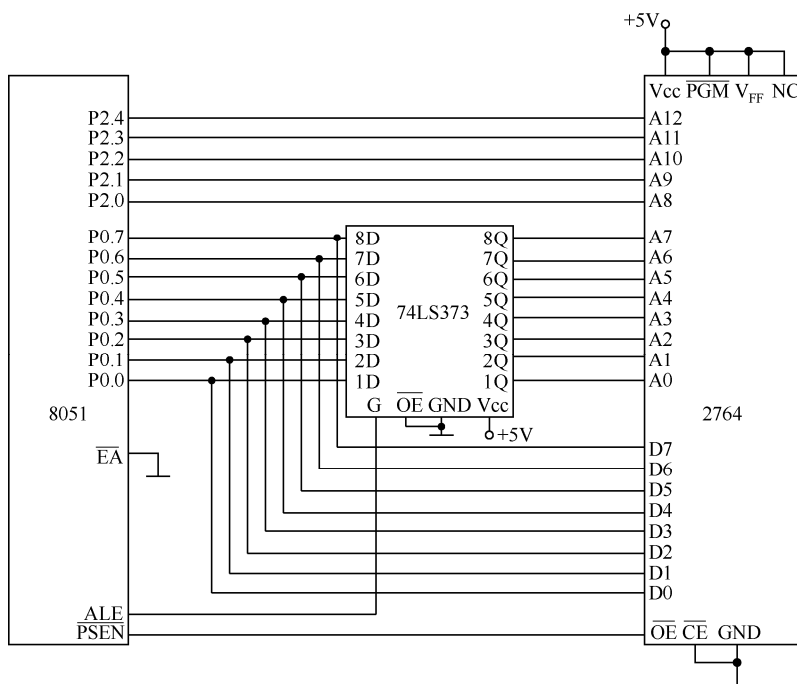 +5V
Vcc PGM VFF NC
P2.4 A12
P2.3 A11
P2.2 A10
P2.1 A9
P2.0 A8
P0.7 8D 8Q A7
P0.6 7D 7Q A6
P0.5 6D 6Q A5
P0.4 5D 5Q A4
74LS373
P0.3 4D 4Q A3
P0.2 3D 3Q A2
P0.1 2D 2Q A1
P0.0 1D 1Q A0
G OE GND Vcc
8051 2764
+5V
D7
EA
D6
D5
D4
D3
D2
D1
D0
ALE
PSEN OE CE GND